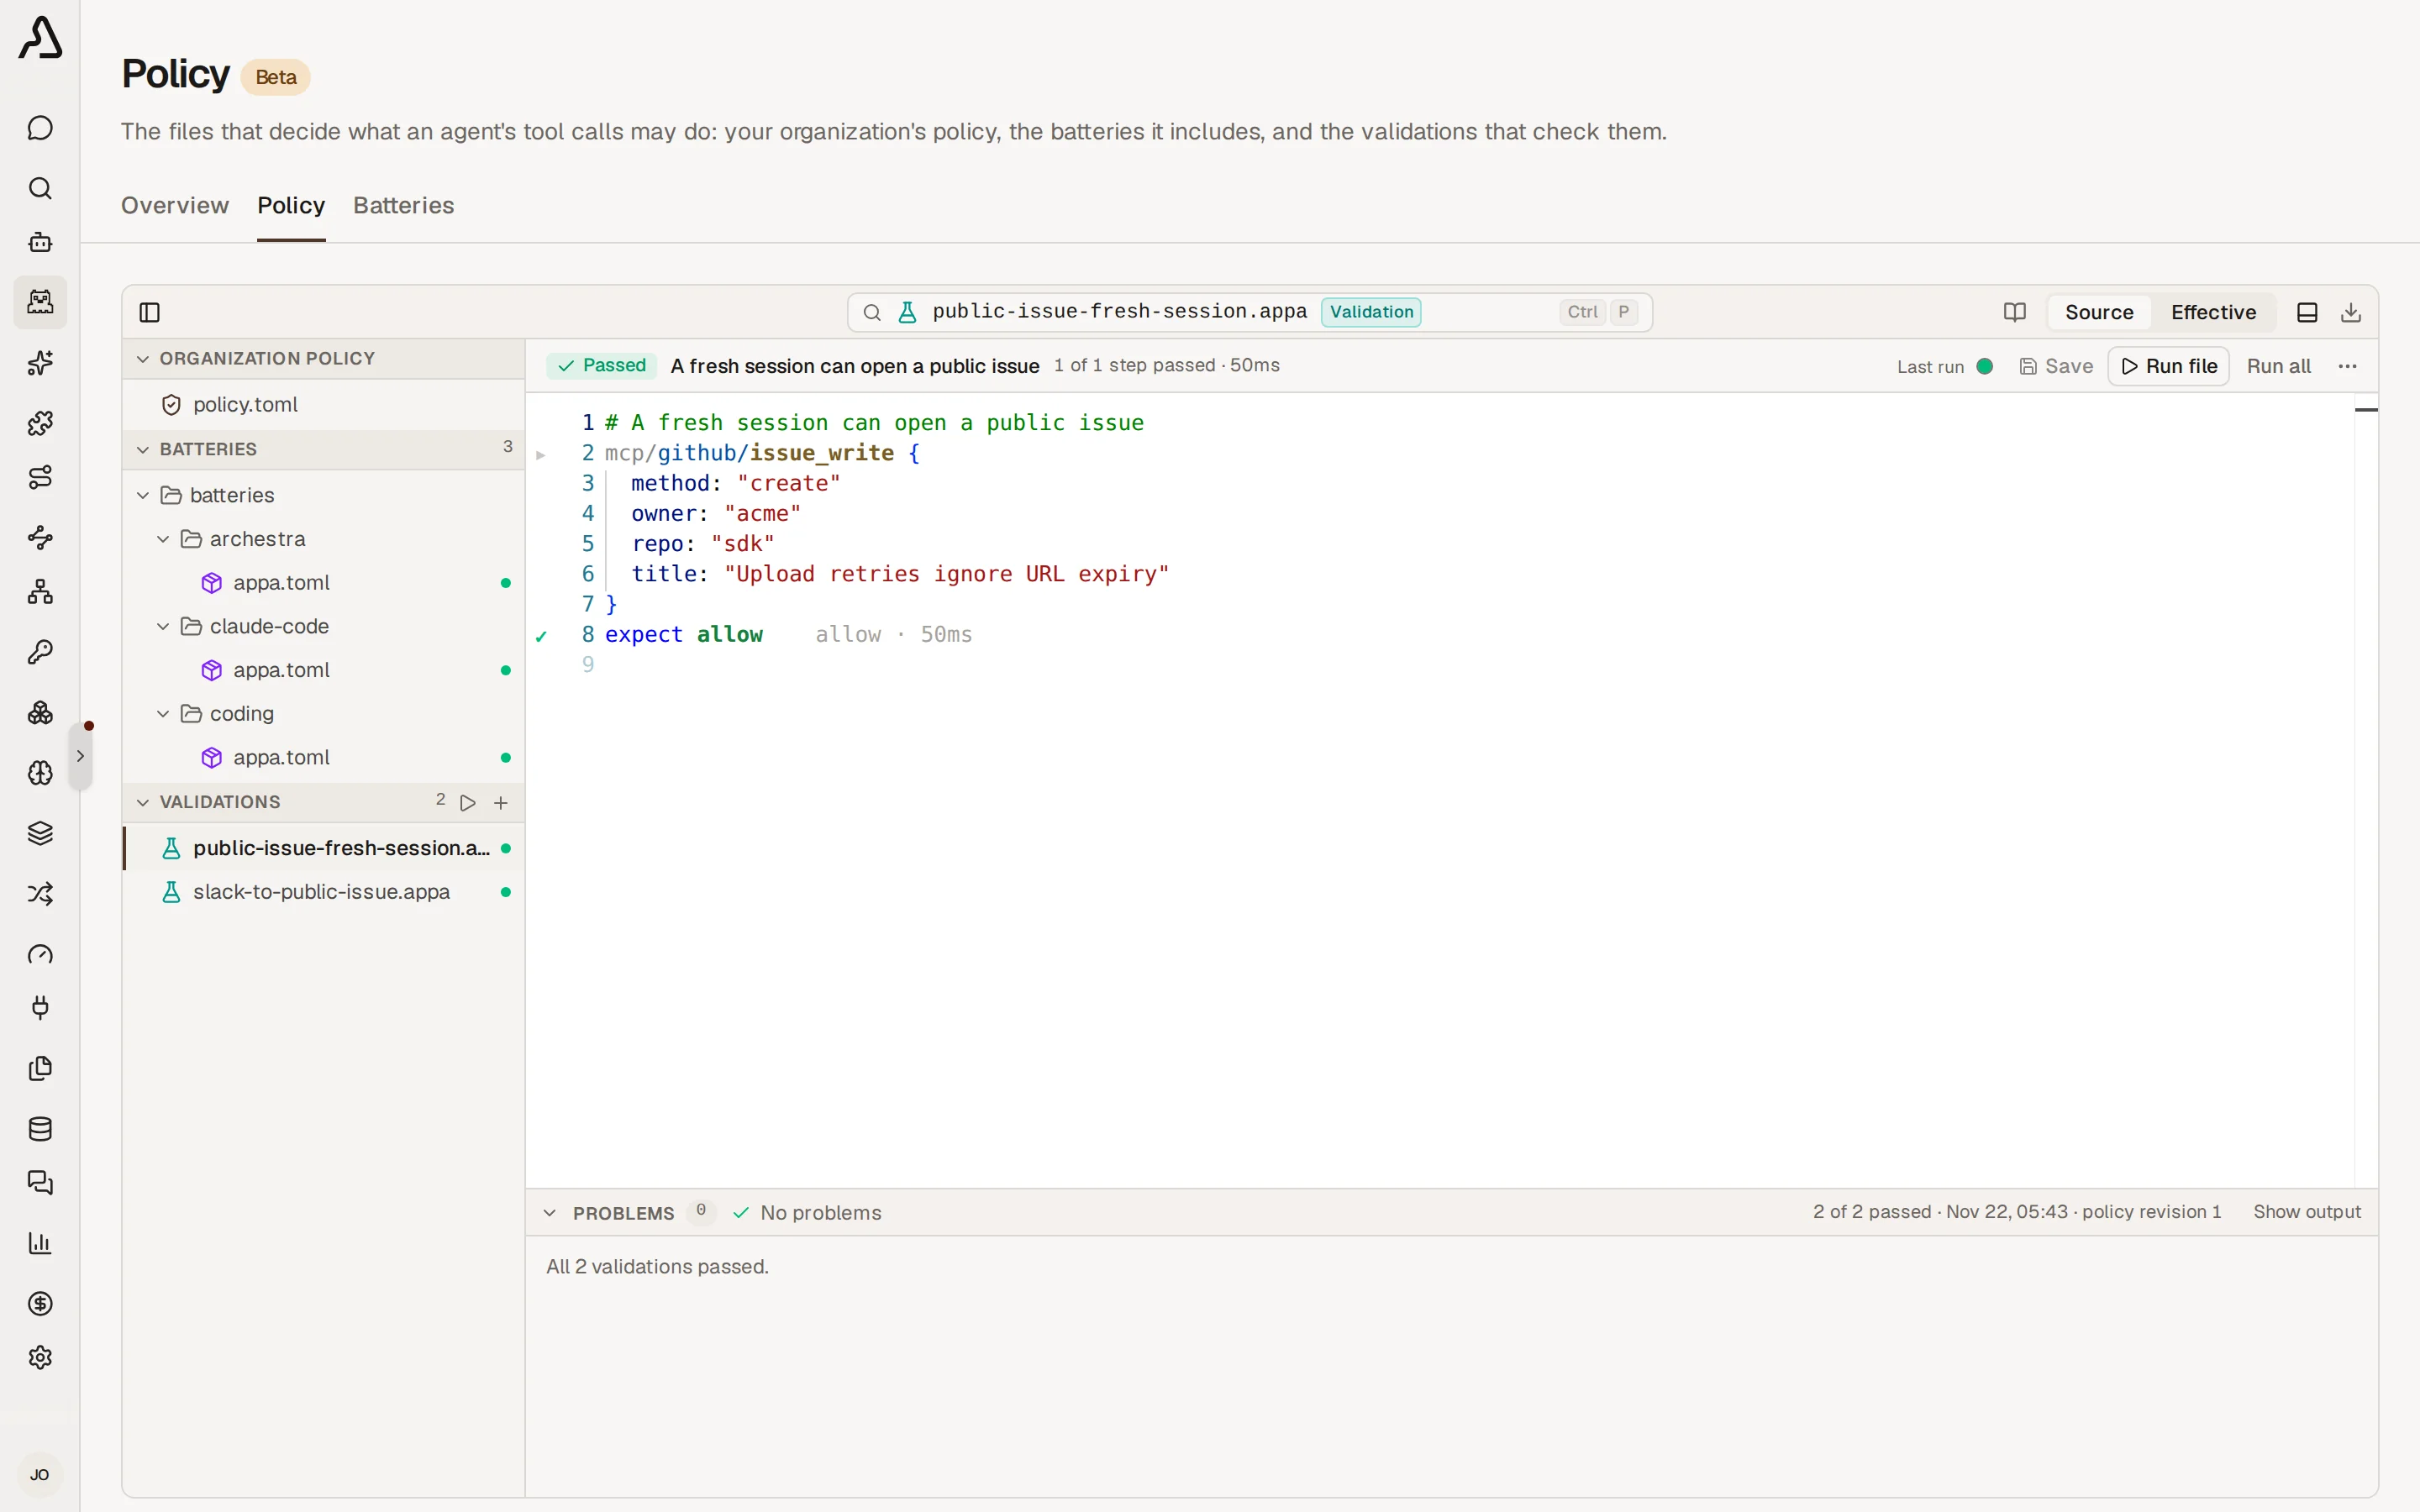 Policy Beta
The files that decide what an agent's tool calls may do: your organization's policy, the batteries it includes, and the validations that check them.
Overview Policy Batteries
public-issue-fresh-session.appa Validation Ctrl P
Source Effective
ORGANIZATION POLICY
policy.toml
BATTERIES 3
batteries
archestra
appa.toml
claude-code
appa.toml
coding
appa.toml
VALIDATIONS 2
public-issue-fresh-session.a...
slack-to-public-issue.appa
JO
Passed A fresh session can open a public issue 1 of 1 step passed · 50ms
Last run Save Run file Run all
1 # A fresh session can open a public issue
2 mcp/github/issue_write {
3 method: "create"
4 owner: "acme"
5 repo: "sdk"
6 title: "Upload retries ignore URL expiry"
7 }
8 expect allow allow · 50ms
9
PROBLEMS 0 No problems
2 of 2 passed · Nov 22, 05:43 · policy revision 1 Show output
All 2 validations passed.